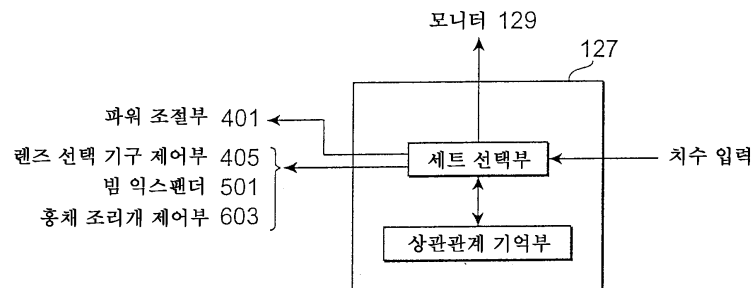 모니터 129
127
파워 조절부 401
렌즈 선택 기구 제어부 405
빔 익스팬더 501
홍채 조리개 제어부 603
세트 선택부
치수 입력
상관관계 기억부